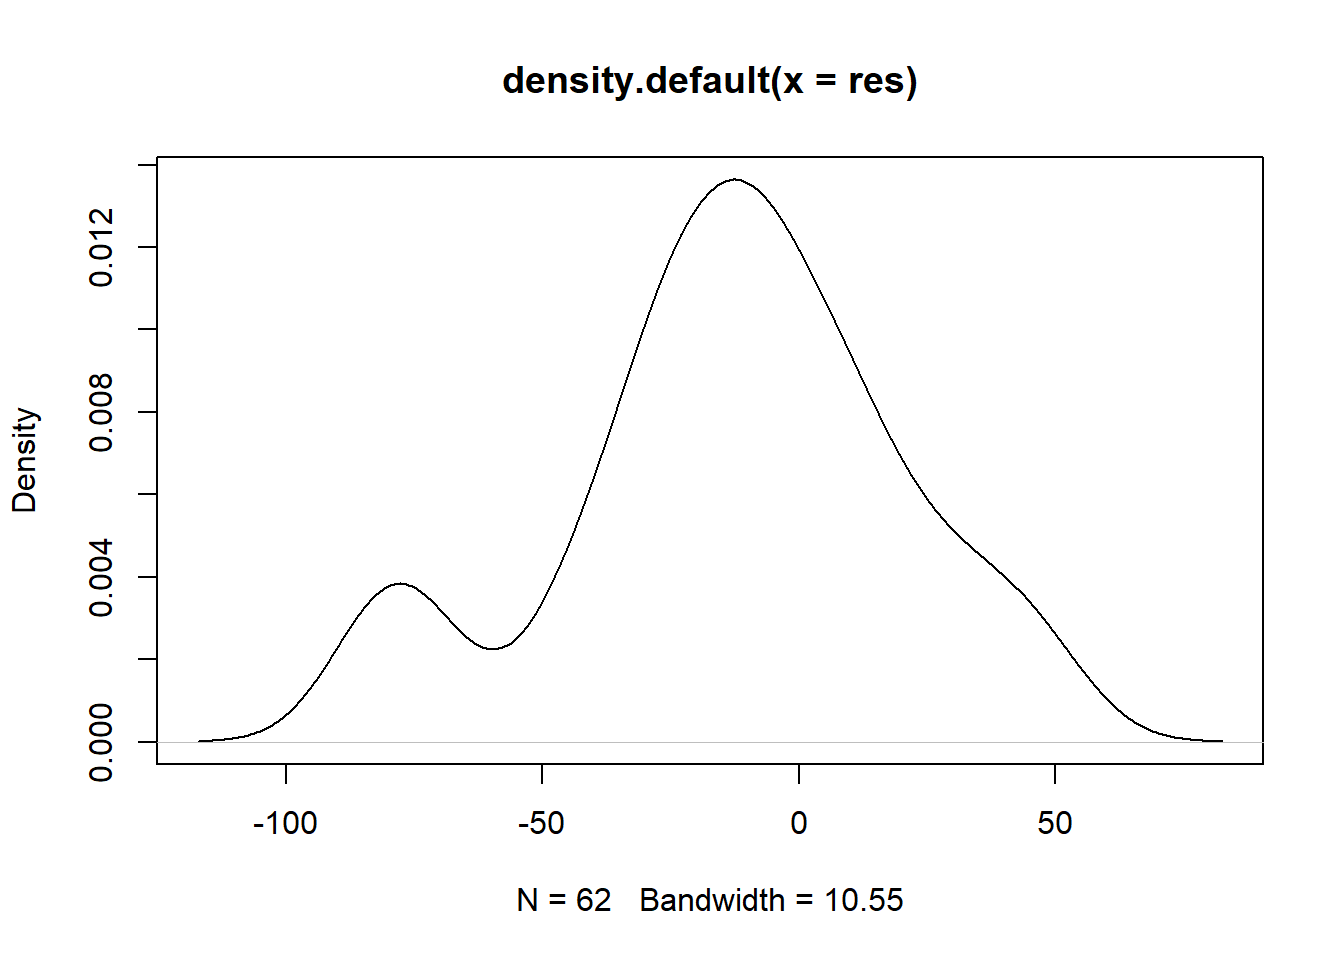 density.default(x = res)
Density
0.012
0.008
0.004
0.000
-100 -50 0 50
N = 62 Bandwidth = 10.55